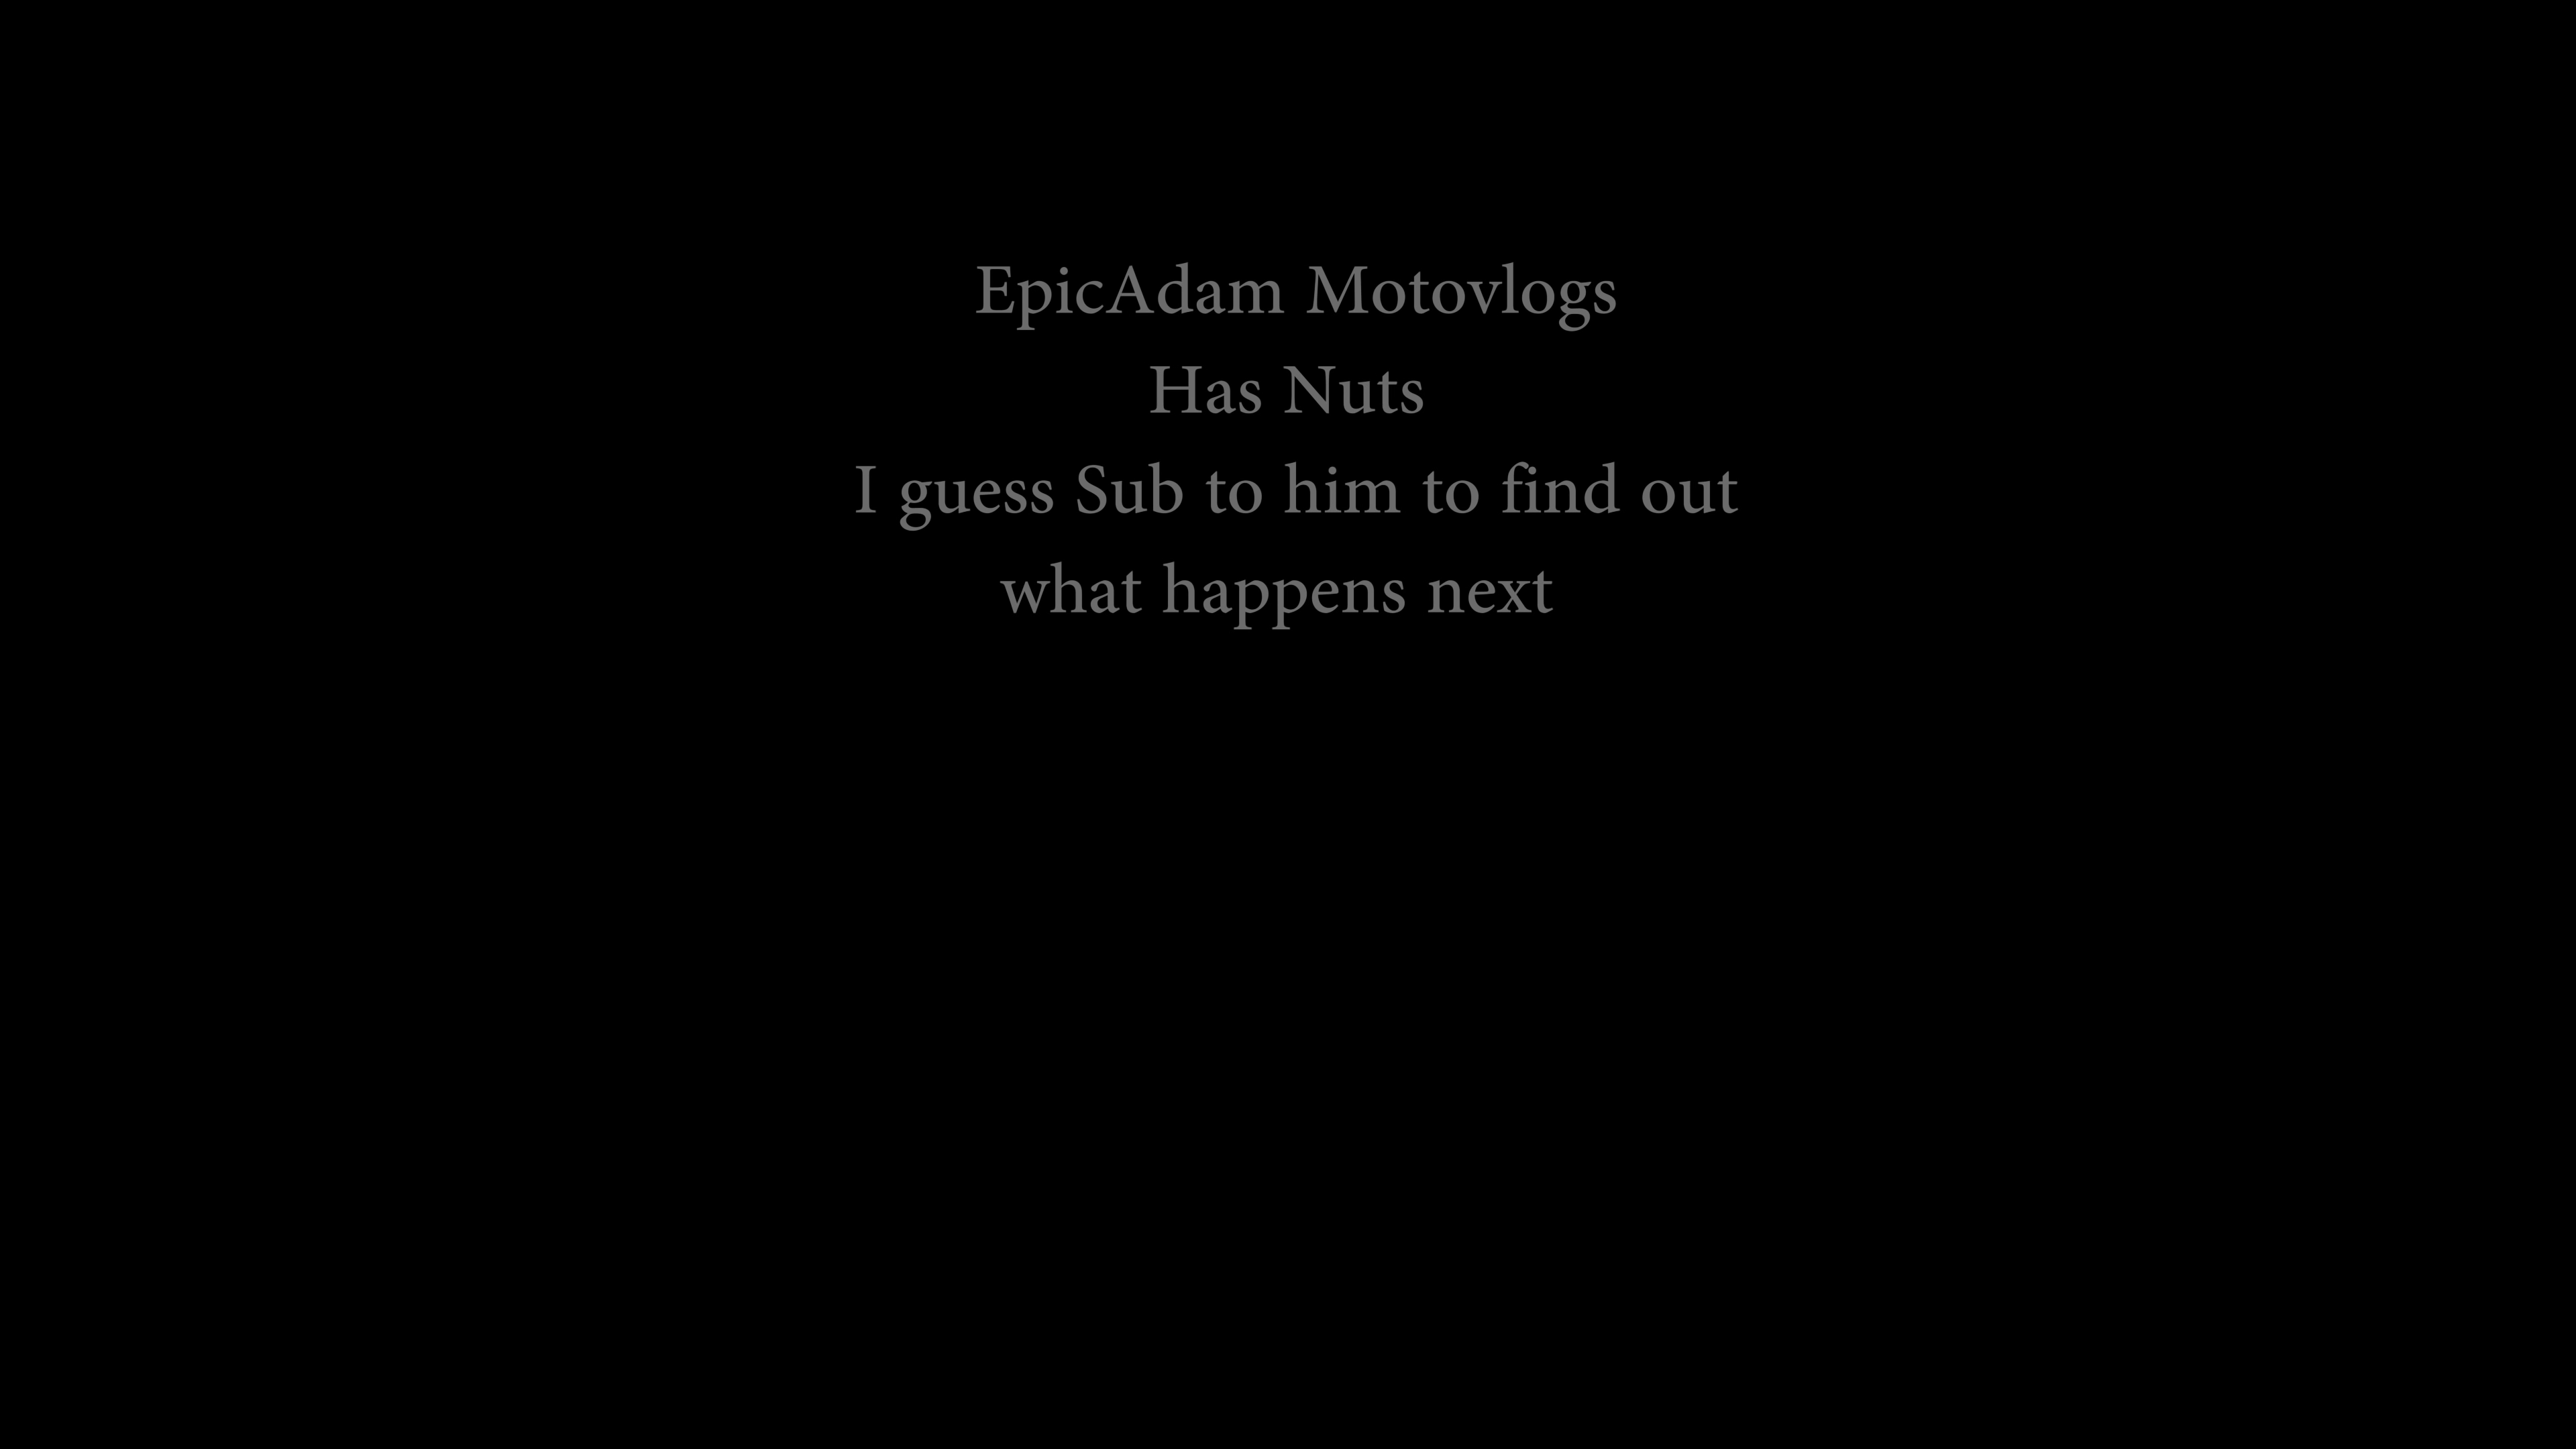 EpicAdam Motovlogs
Has Nuts
I guess Sub to him to find out
what happens next